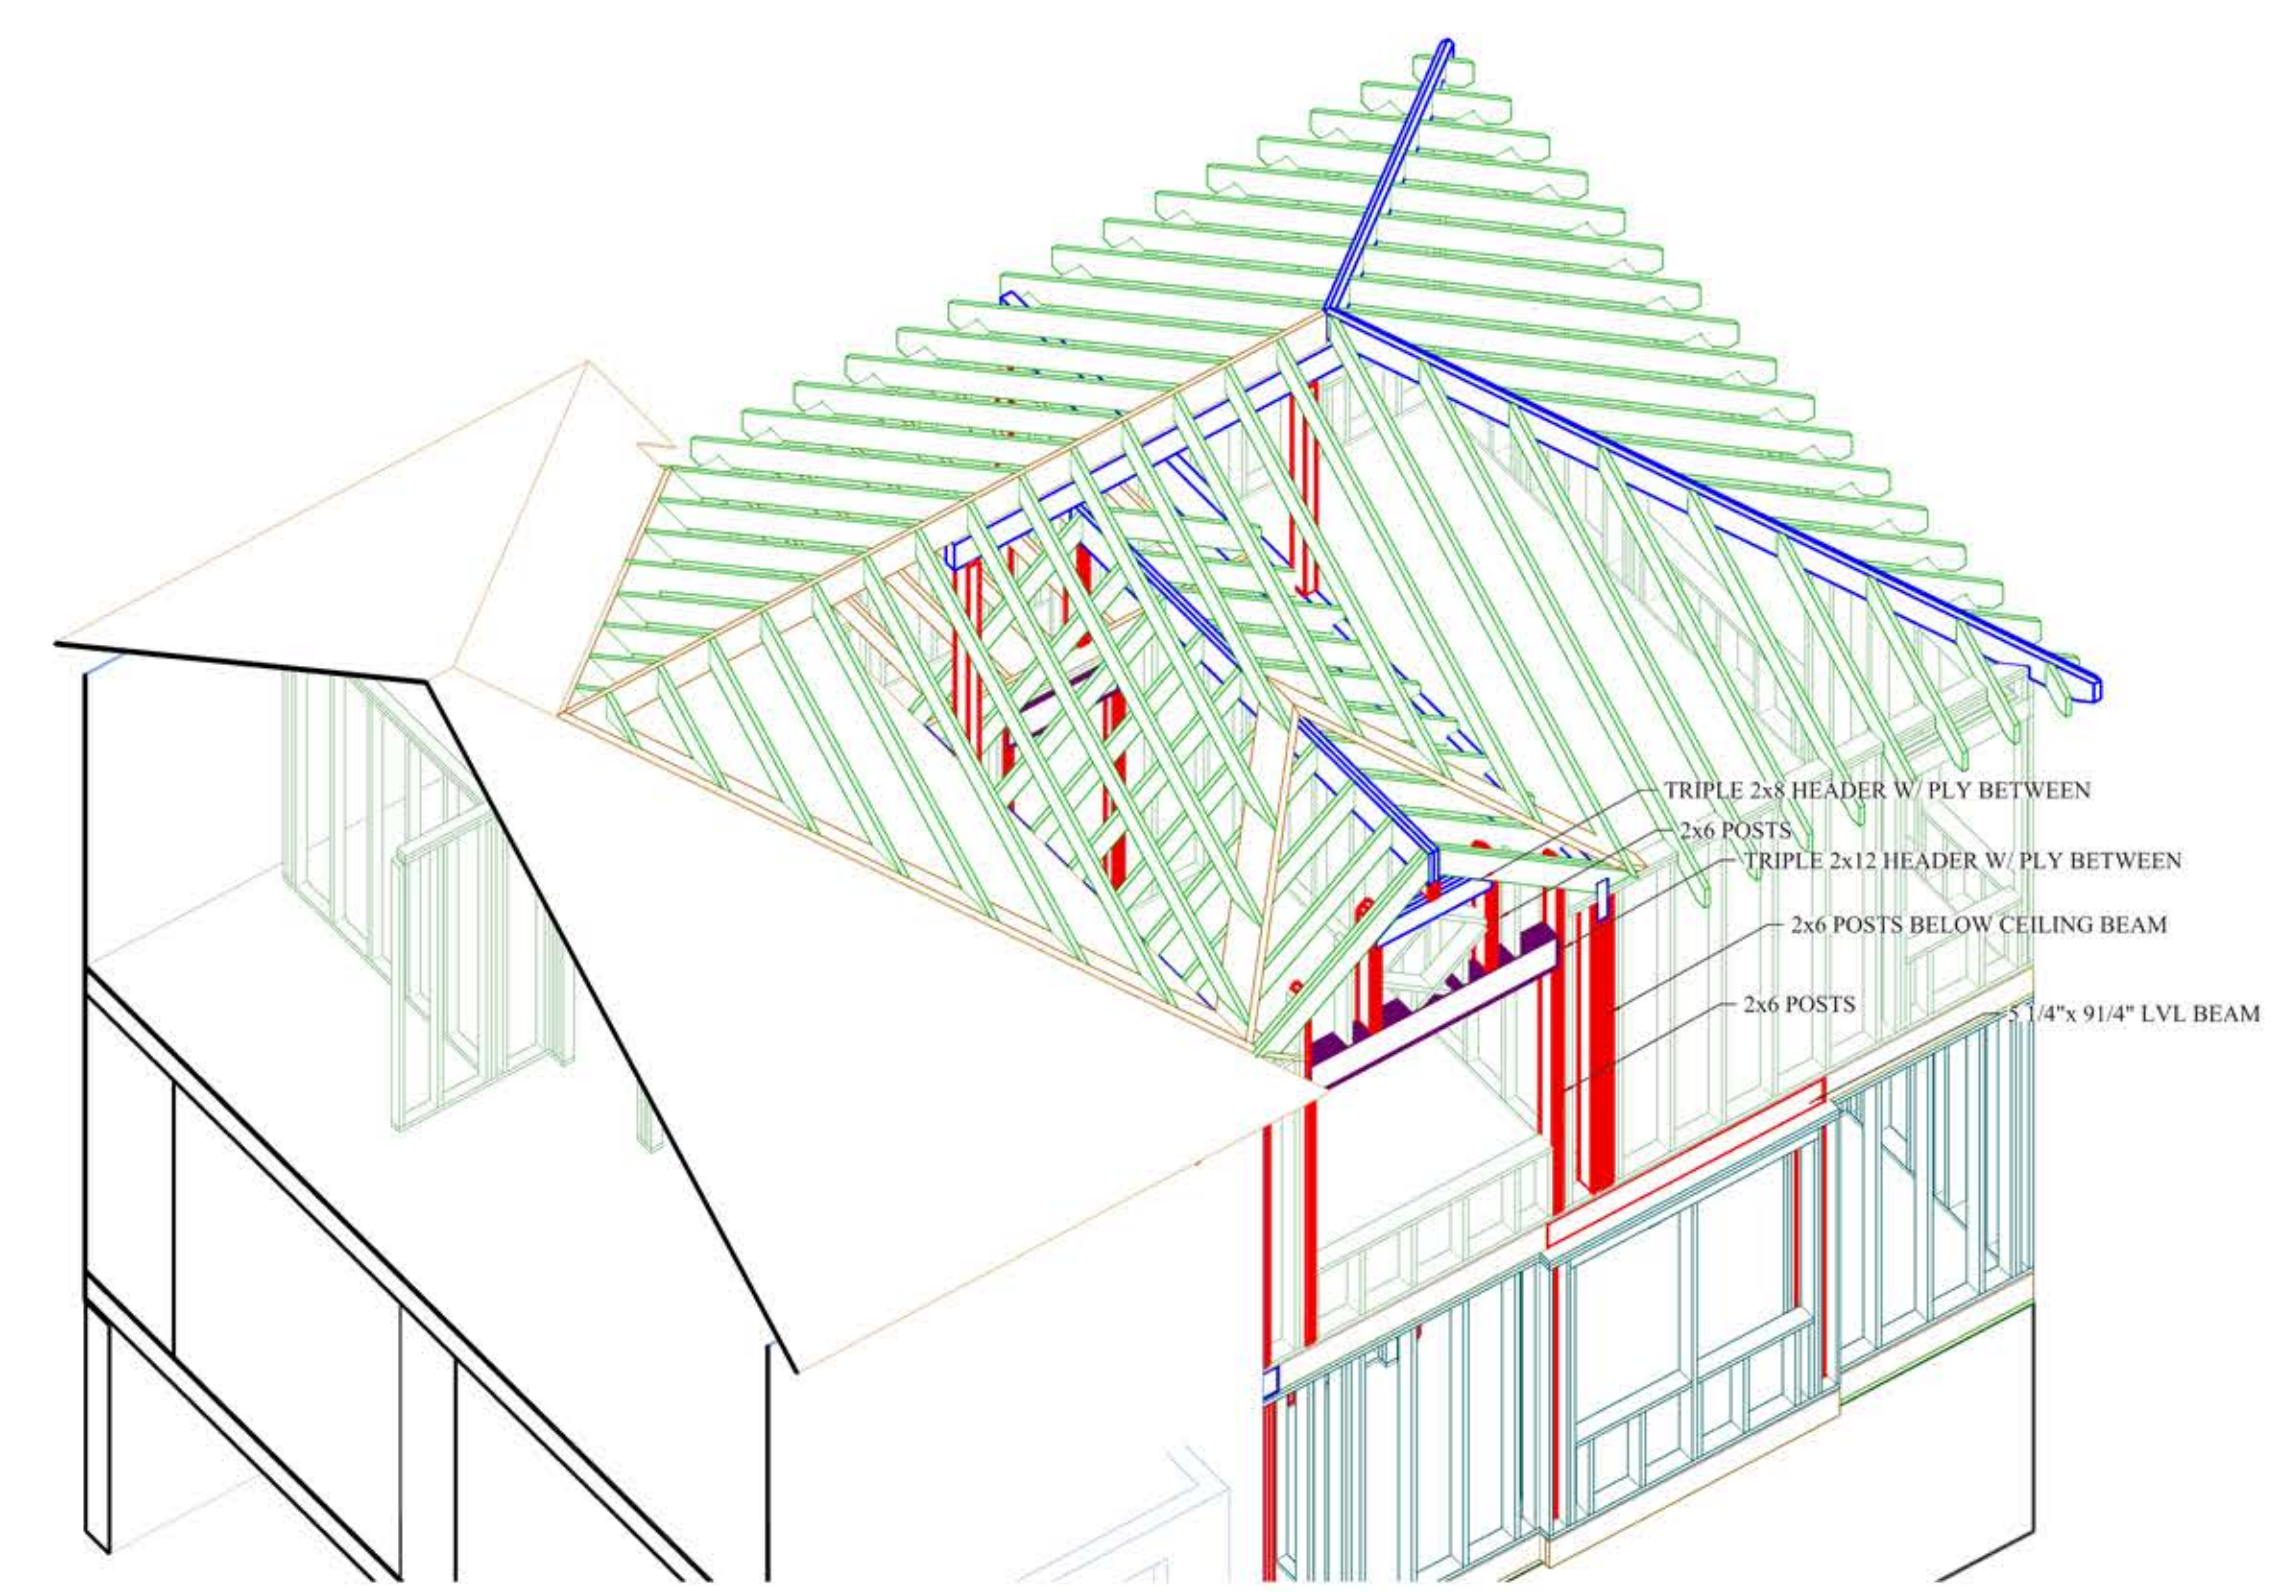 TRIPLE 2x8 HEADER W/ PLY BETWEEN
2x6 POSTS
TRIPLE 2x12 HEADER W/ PLY BETWEEN
2x6 POSTS BELOW CEILING BEAM
2x6 POSTS
5 1/4"x 91/4" LVL BEAM